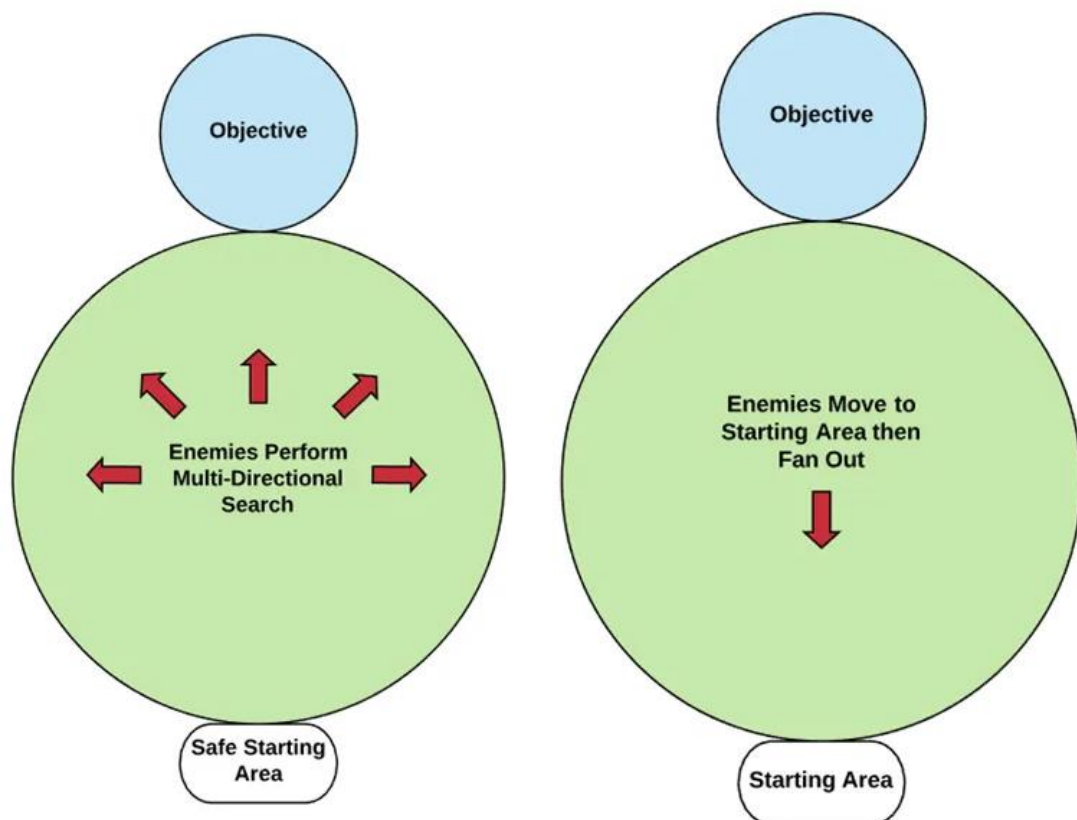 Objective
Enemies Perform
Multi-Directional
Search
Safe Starting
Area
Objective
Enemies Move to
Starting Area then
Fan Out
Starting Area